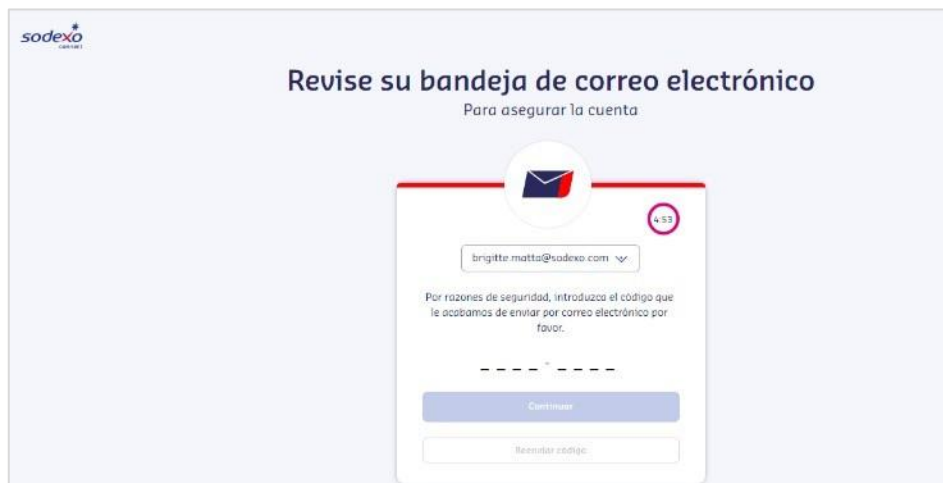 sodexo
connect
Revise su bandeja de correo electrónico
Para asegurar la cuenta
4:53
brigitte.matta@sodexo.com
Por razones de seguridad, introduzca el código que
le acabamos de enviar por correo electrónico por
favor.
_ _ _ _ - _ _ _ _
Continuar
Reenviar código